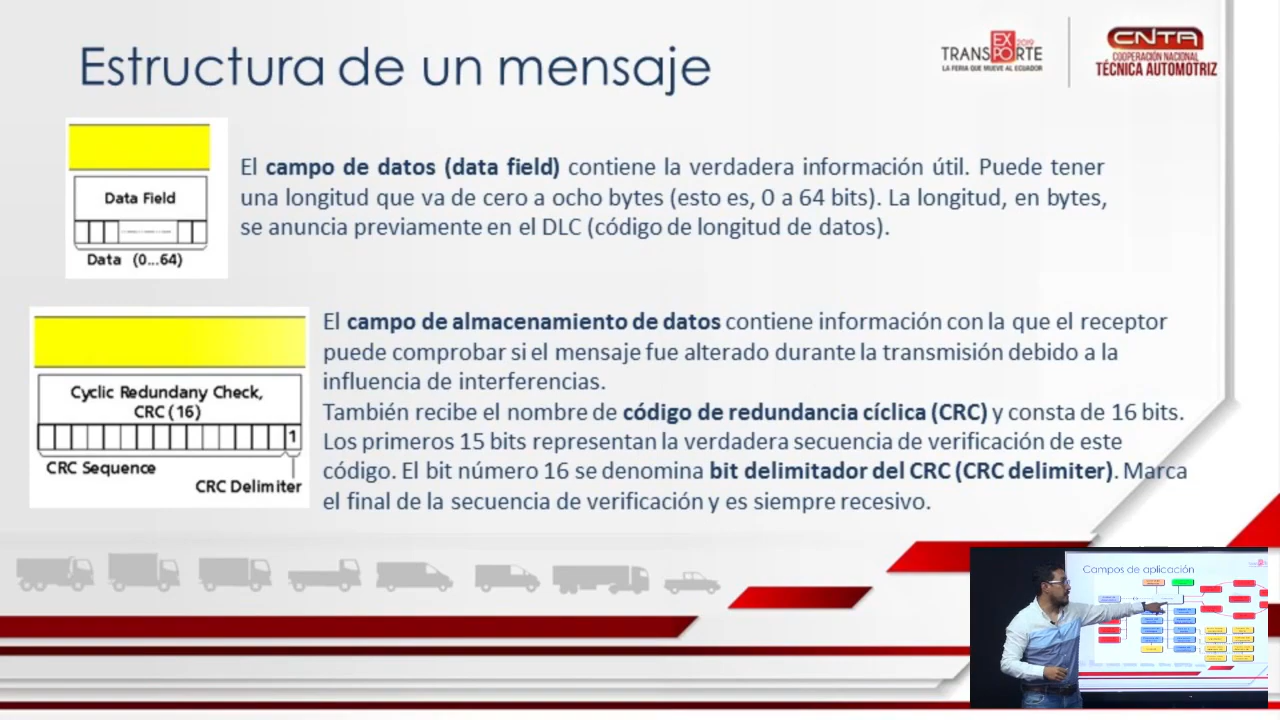 Estructura de un mensaje
TRANSPORTE
EXPO 2019
LA FERIA QUE MUEVE AL ECUADOR
CNTA
COOPERACIÓN NACIONAL
TÉCNICA AUTOMOTRIZ
Data Field
Data (0...64)
El campo de datos (data field) contiene la verdadera información útil. Puede tener
una longitud que va de cero a ocho bytes (esto es, 0 a 64 bits). La longitud, en bytes,
se anuncia previamente en el DLC (código de longitud de datos).
Cyclic Redundany Check,
CRC (16)
1
CRC Sequence
CRC Delimiter
El campo de almacenamiento de datos contiene información con la que el receptor
puede comprobar si el mensaje fue alterado durante la transmisión debido a la
influencia de interferencias.
También recibe el nombre de código de redundancia cíclica (CRC) y consta de 16 bits.
Los primeros 15 bits representan la verdadera secuencia de verificación de este
código. El bit número 16 se denomina bit delimitador del CRC (CRC delimiter). Marca
el final de la secuencia de verificación y es siempre recesivo.
Campos de aplicación